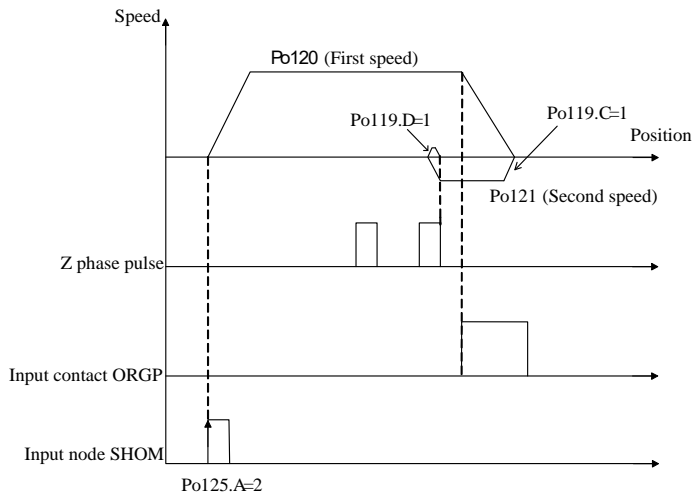 Speed
Po120 (First speed)
Po119.D=1
Po119.C=1
Position
Po121 (Second speed)
Z phase pulse
Input contact ORGP
Input node SHOM
Po125.A=2